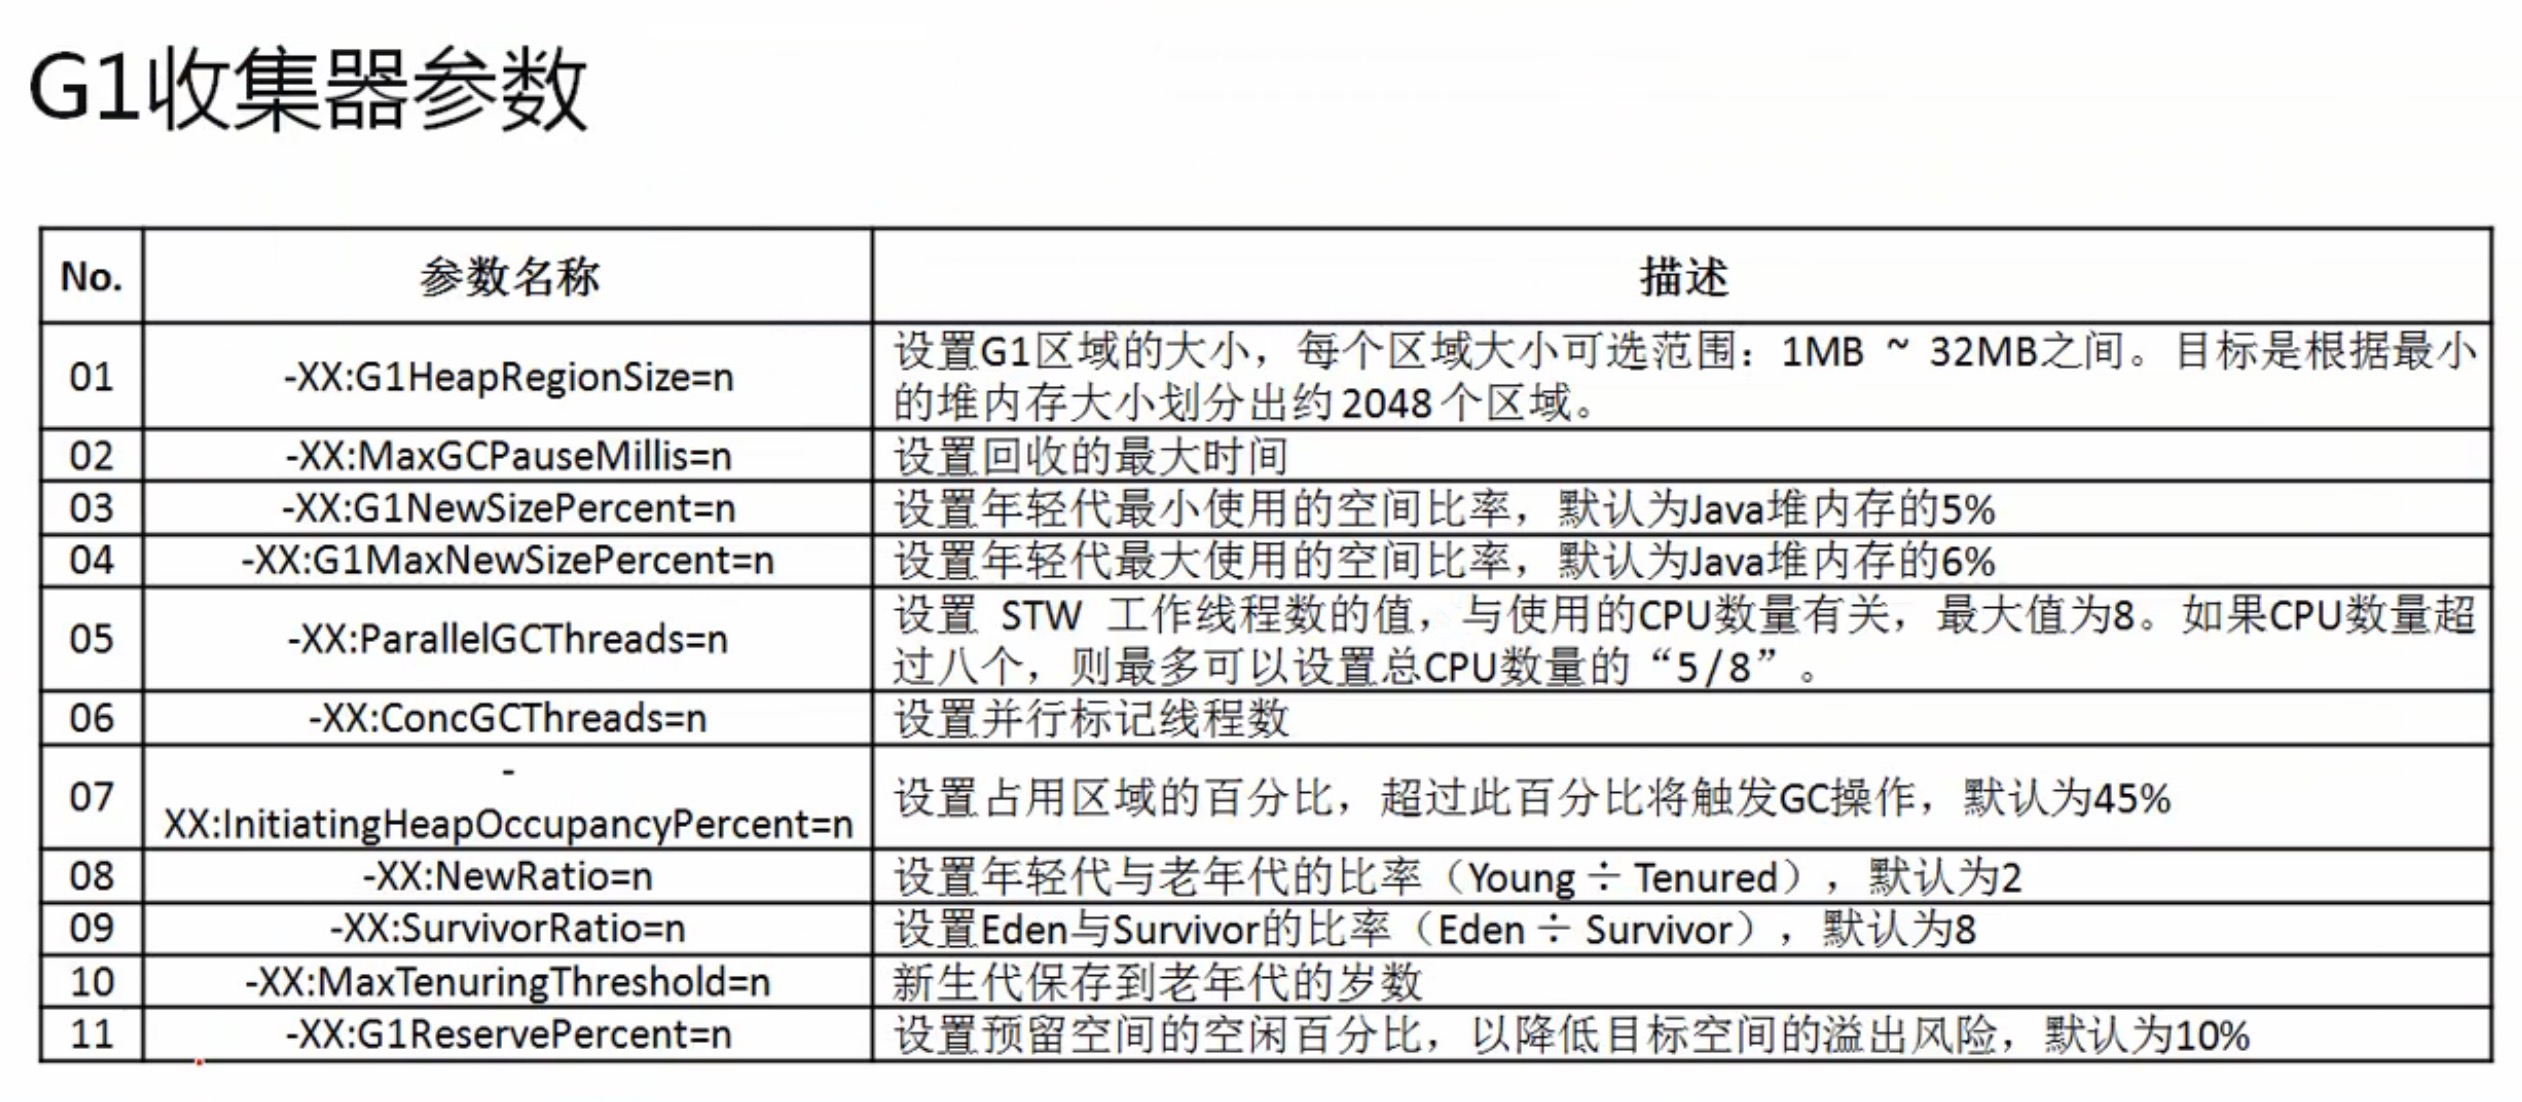 G1收集器参数
No. 参数名称 描述
01 -XX:G1HeapRegionSize=n 设置G1区域的大小，每个区域大小可选范围：1MB ~ 32MB之间。目标是根据最小
的堆内存大小划分出约2048个区域。
02 -XX:MaxGCPauseMillis=n 设置回收的最大时间
03 -XX:G1NewSizePercent=n 设置年轻代最小使用的空间比率，默认为Java堆内存的5%
04 -XX:G1MaxNewSizePercent=n 设置年轻代最大使用的空间比率，默认为Java堆内存的6%
05 -XX:ParallelGCThreads=n 设置 STW 工作线程数的值，与使用的CPU数量有关，最大值为8。如果CPU数量超
过八个，则最多可以设置总CPU数量的“5/8”。
06 -XX:ConcGCThreads=n 设置并行标记线程数
07 -
XX:InitiatingHeapOccupancyPercent=n 设置占用区域的百分比，超过此百分比将触发GC操作，默认为45%
08 -XX:NewRatio=n 设置年轻代与老年代的比率（Young ÷ Tenured），默认为2
09 -XX:SurvivorRatio=n 设置Eden与Survivor的比率（Eden ÷ Survivor），默认为8
10 -XX:MaxTenuringThreshold=n 新生代保存到老年代的岁数
11 -XX:G1ReservePercent=n 设置预留空间的空闲百分比，以降低目标空间的溢出风险，默认为10%